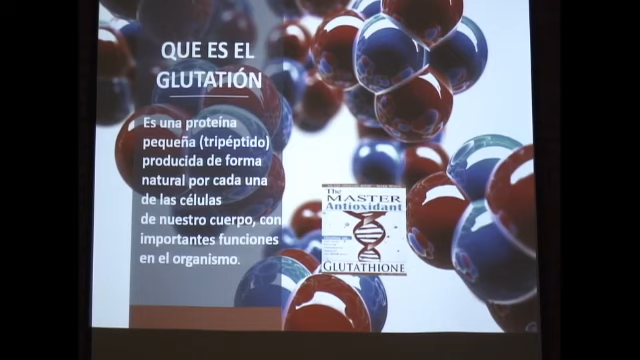 QUE ES EL
GLUTATIÓN
Es una proteína
pequeña (tripéptido)
producida de forma
natural por cada una
de las células
de nuestro cuerpo, con
importantes funciones
en el organismo.
The
MASTER
Antioxidant
GLUTATHIONE